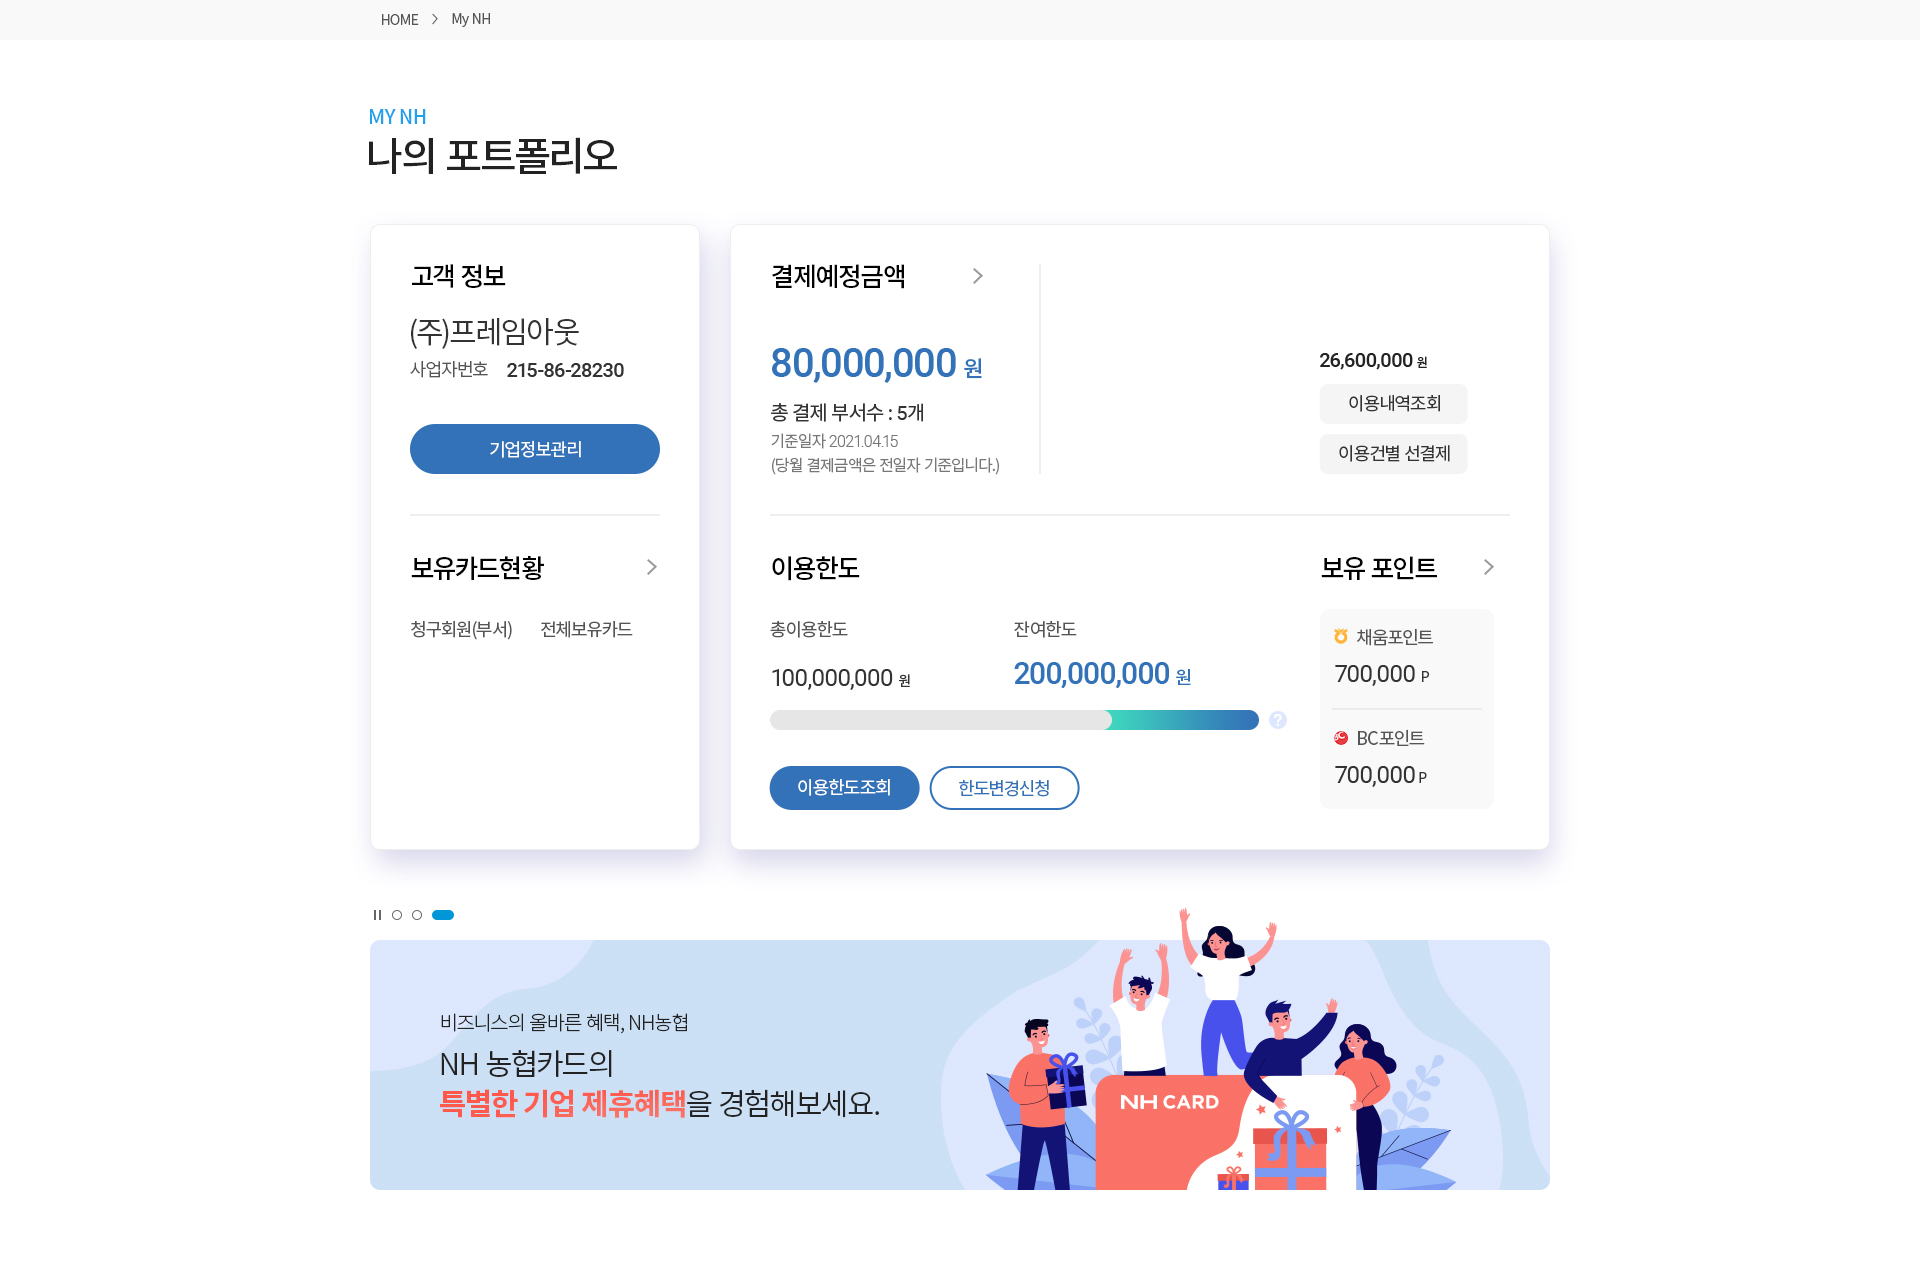 HOME > My NH
MY NH
나의 포트폴리오
고객 정보
(주)프레임아웃
사업자번호 215-86-28230
기업정보관리
보유카드현황
청구회원(부서) 전체보유카드
결제예정금액
80,000,000 원
총 결제 부서수 : 5개
기준일자 2021.04.15
(당월 결제금액은 전일자 기준입니다.)
26,600,000 원
이용내역조회
이용건별 선결제
이용한도
총이용한도
100,000,000 원
잔여한도
200,000,000 원
?
이용한도조회
한도변경신청
보유 포인트
채움포인트
700,000 P
BC포인트
700,000 P
비즈니스의 올바른 혜택, NH농협
NH 농협카드의
특별한 기업 제휴혜택을 경험해보세요.
NH CARD